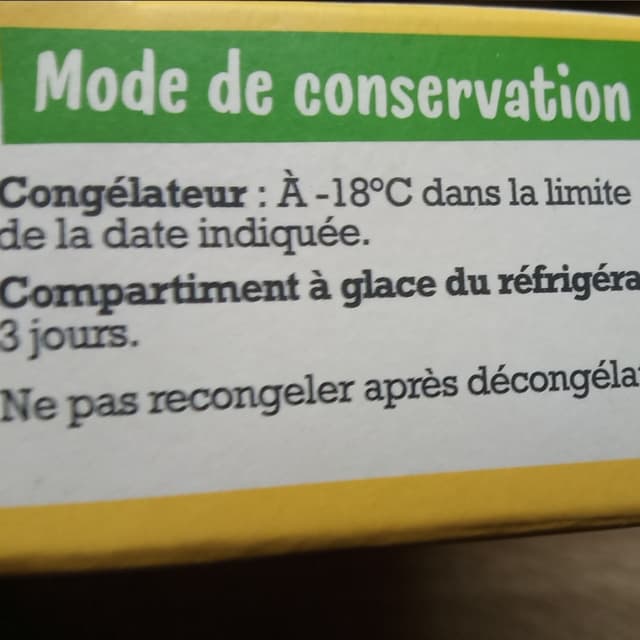 Mode de conservation
Congélateur : À -18°C dans la limite
de la date indiquée.
Compartiment à glace du réfrigéra
3 jours.
Ne pas recongeler après décongéla